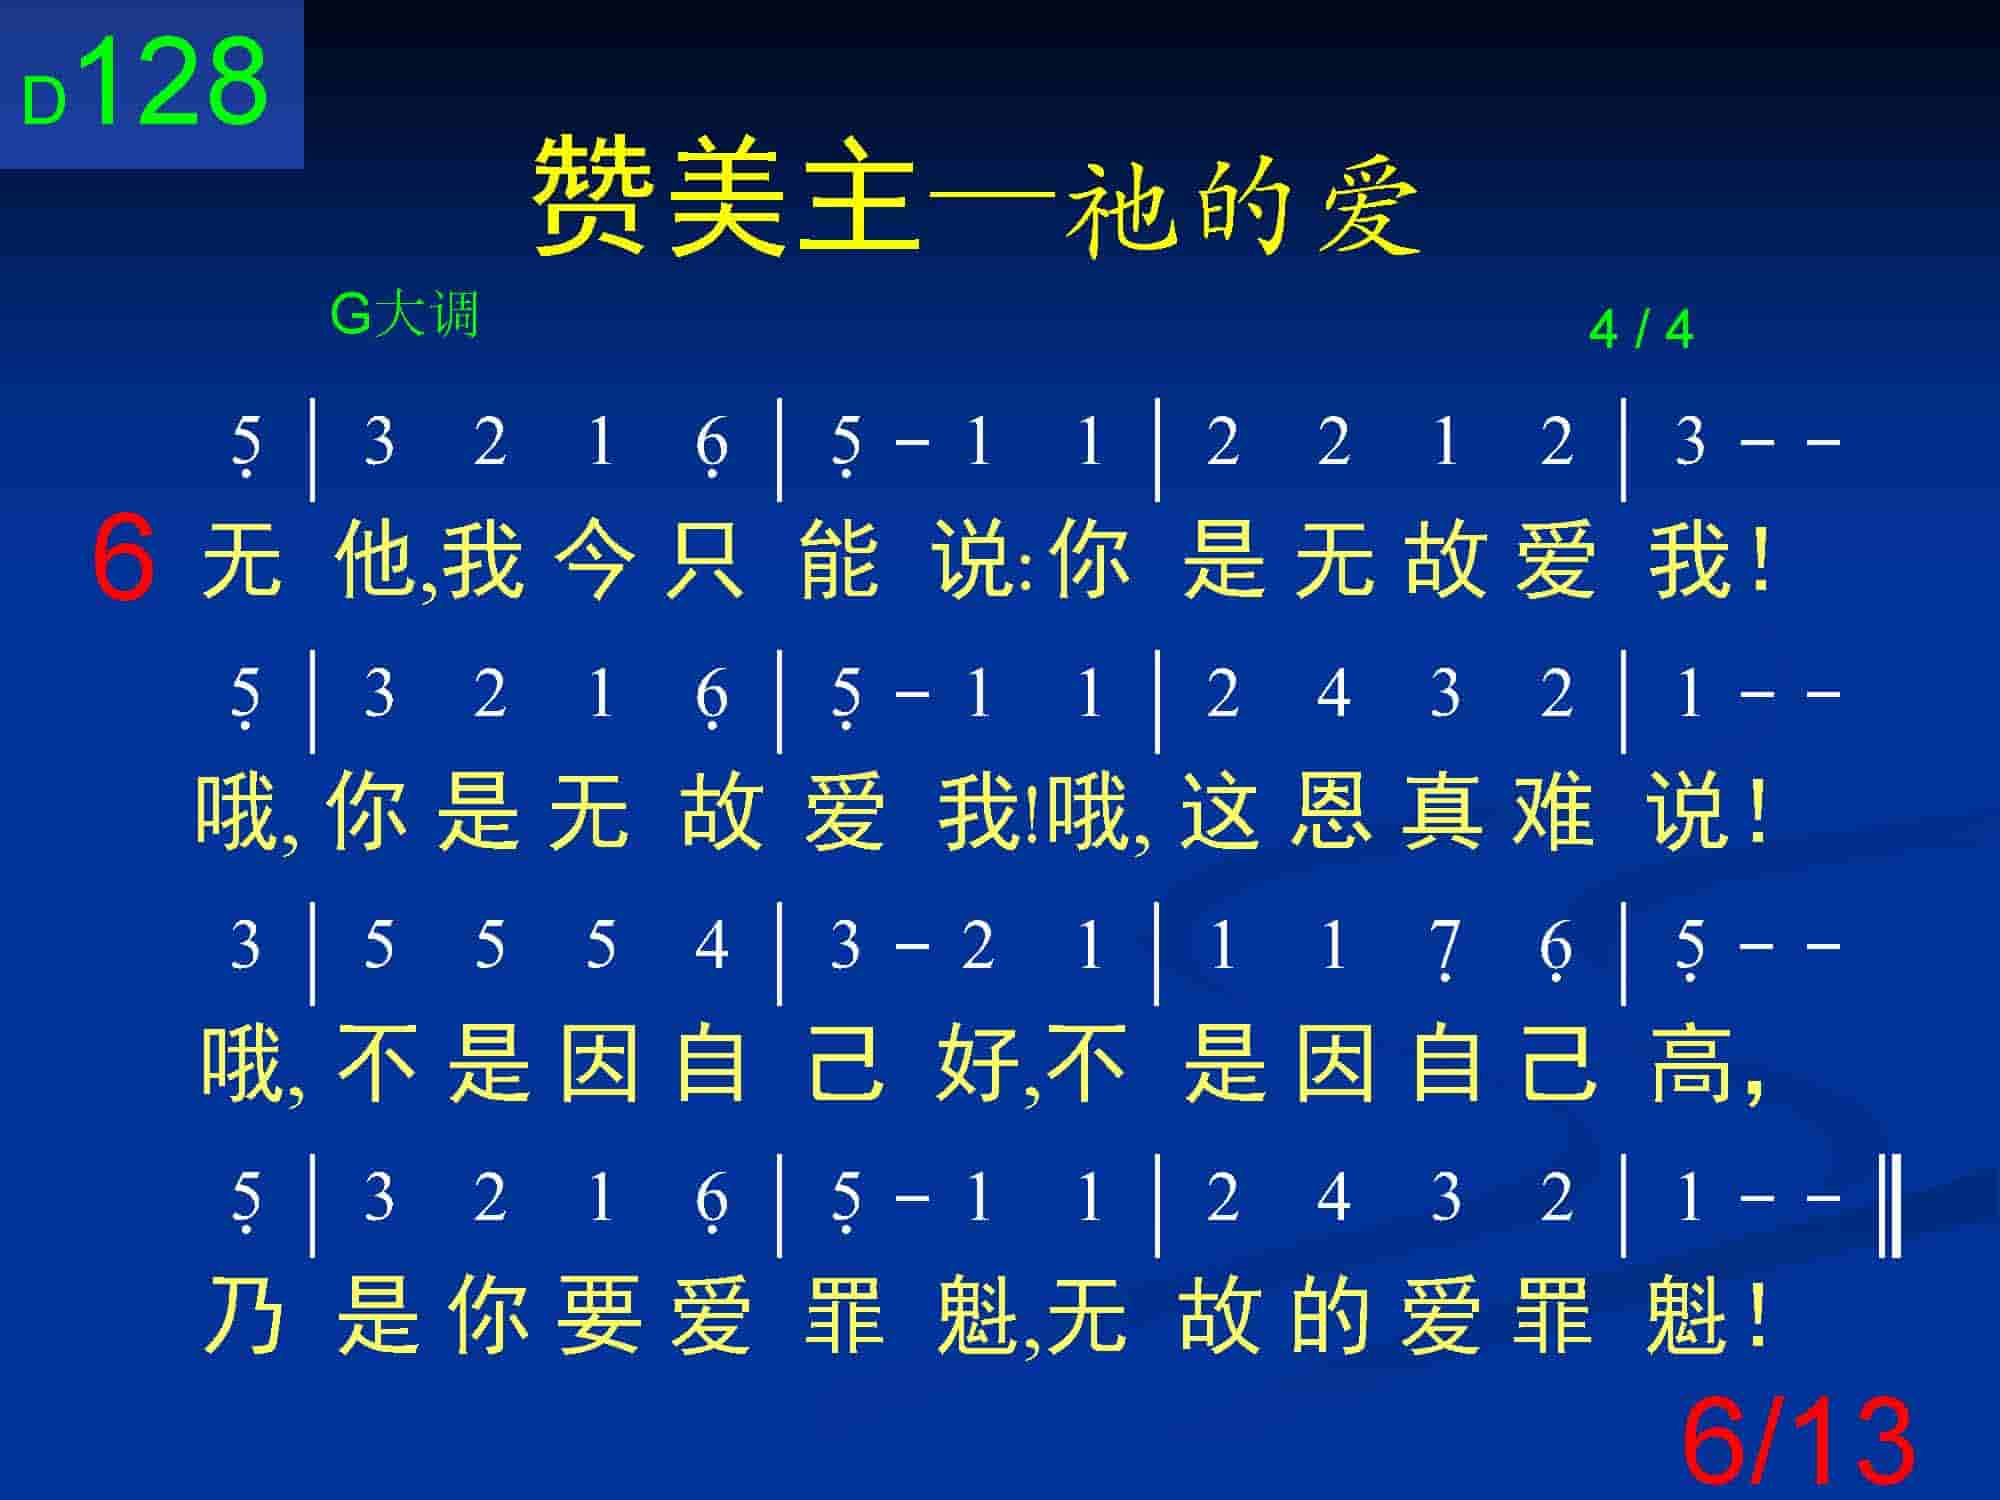 D128
赞美主—祂的爱
G大调 4 / 4
5̣ | 3 2 1 6̣ | 5̣ - 1 1 | 2 2 1 2 | 3 - -
6 无他,我今只能说:你是无故爱我!
5̣ | 3 2 1 6̣ | 5̣ - 1 1 | 2 4 3 2 | 1 - -
哦,你是无故爱我!哦,这恩真难说!
3 | 5 5 5 4 | 3 - 2 1 | 1 1 7̣ 6̣ | 5̣ - -
哦,不是因自己好,不是因自己高,
5̣ | 3 2 1 6̣ | 5̣ - 1 1 | 2 4 3 2 | 1 - - ‖
乃是你要爱罪魁,无故的爱罪魁!
6/13